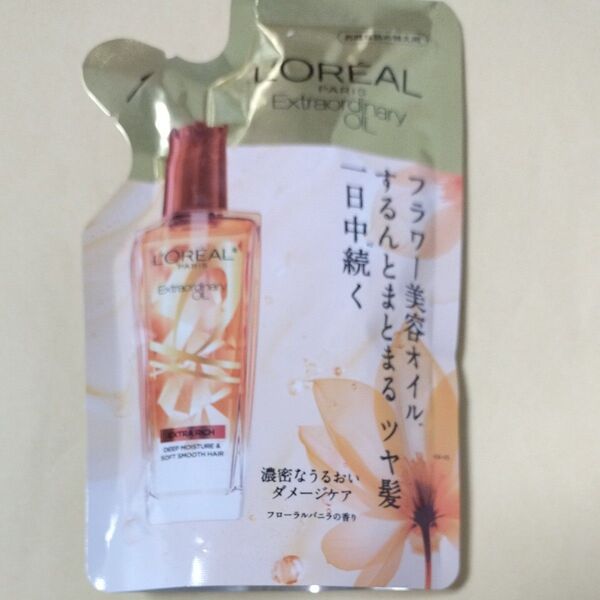 L'ORÉAL
PARIS
Extraordinary
OIL
フラワー美容オイル、
するんとまとまる ツヤ髪
一日中続く
L'ORÉAL
PARIS
Extraordinary
OIL
EXTRA RICH
DEEP MOISTURE &
SOFT SMOOTH HAIR
濃密なうるおい
ダメージケア
フローラルバニラの香り